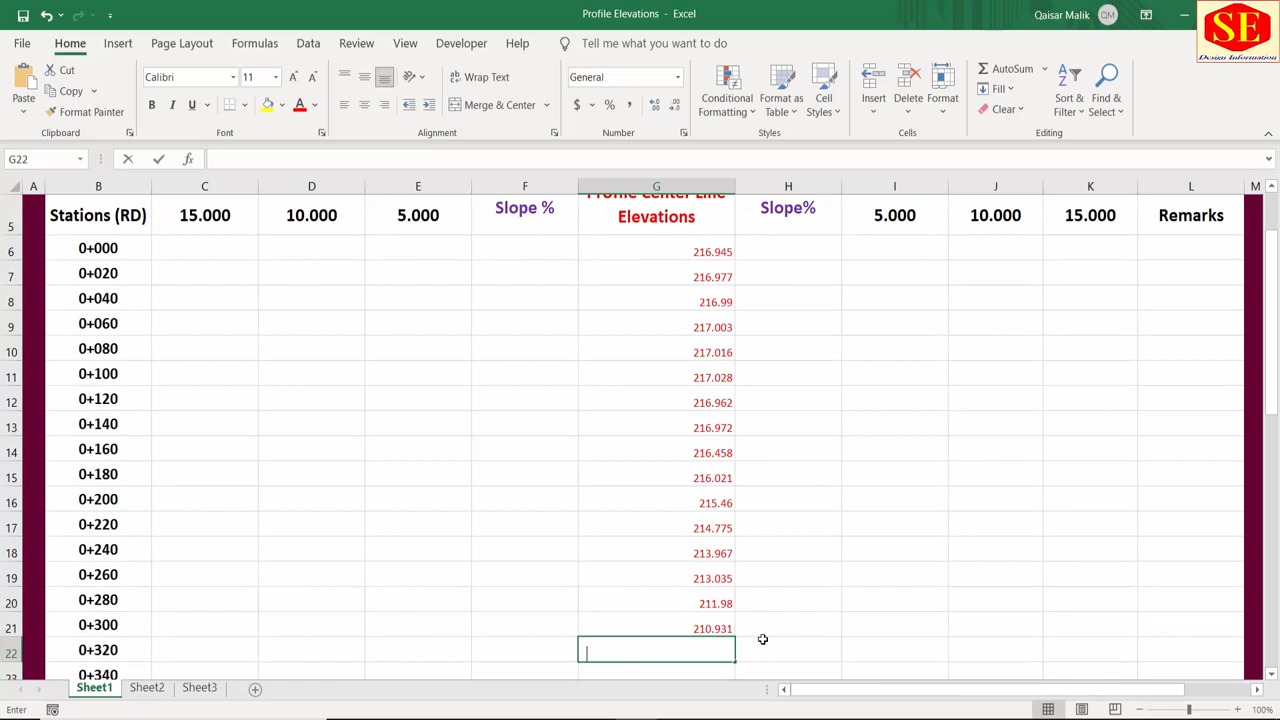 Profile Elevations - Excel
Qaisar Malik QM
SE
Design Information
File Home Insert Page Layout Formulas Data Review View Developer Help Tell me what you want to do
Cut
Copy
Format Painter
Paste
Calibri 11
B I U
Wrap Text
Merge & Center
General
$ % ,
Conditional Formatting
Format as Table
Cell Styles
Insert Delete Format
AutoSum
Fill
Clear
Sort & Filter
Find & Select
Clipboard Font Alignment Number Styles Cells Editing
G22 fx
A B C D E F G H I J K L M
Profile Center Line
5 Stations (RD) 15.000 10.000 5.000 Slope % Elevations Slope% 5.000 10.000 15.000 Remarks
6 0+000 216.945
7 0+020 216.977
8 0+040 216.99
9 0+060 217.003
10 0+080 217.016
11 0+100 217.028
12 0+120 216.962
13 0+140 216.972
14 0+160 216.458
15 0+180 216.021
16 0+200 215.46
17 0+220 214.775
18 0+240 213.967
19 0+260 213.035
20 0+280 211.98
21 0+300 210.931
22 0+320
23 0+340
Sheet1 Sheet2 Sheet3
Enter 100%